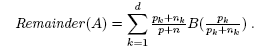 Remainder(A) = \sum_{k=1}^{d} \frac{p_k+n_k}{p+n} B(\frac{p_k}{p_k+n_k}) .